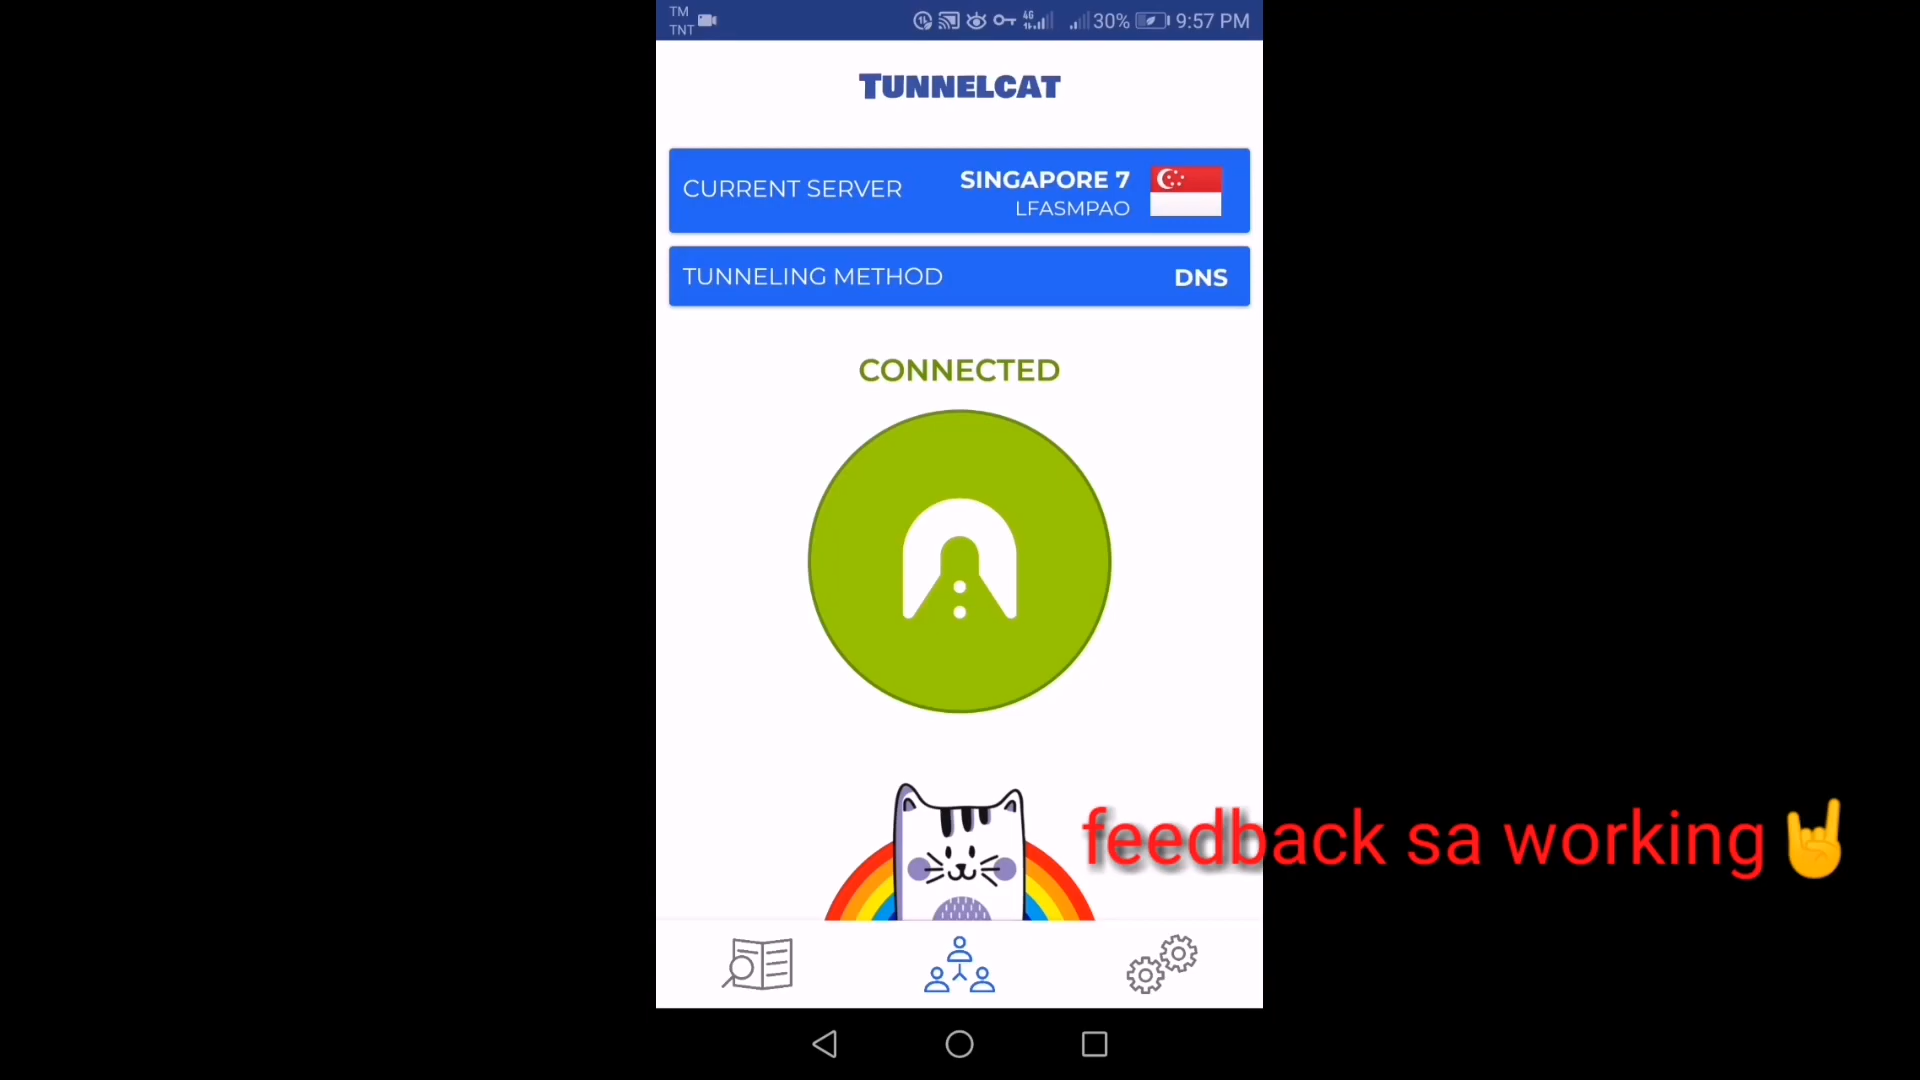 TM
TNT
4G
30%
9:57 PM
TUNNELCAT
CURRENT SERVER
SINGAPORE 7
LFASMPAO
TUNNELING METHOD
DNS
CONNECTED
feedback sa working🤘